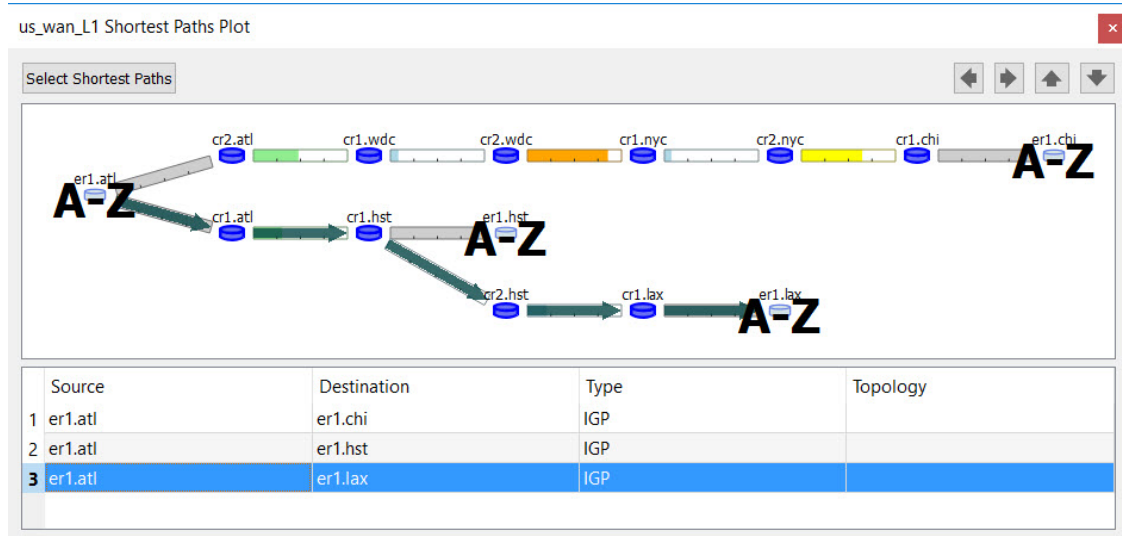 us_wan_L1 Shortest Paths Plot
Select Shortest Paths
cr2.atl cr1.wdc cr2.wdc cr1.nyc cr2.nyc cr1.chi er1.chi
A-Z
er1.atl
A-Z
cr1.atl cr1.hst er1.hst
A-Z
cr2.hst cr1.lax er1.lax
A-Z
Source Destination Type Topology
1 er1.atl er1.chi IGP
2 er1.atl er1.hst IGP
3 er1.atl er1.lax IGP